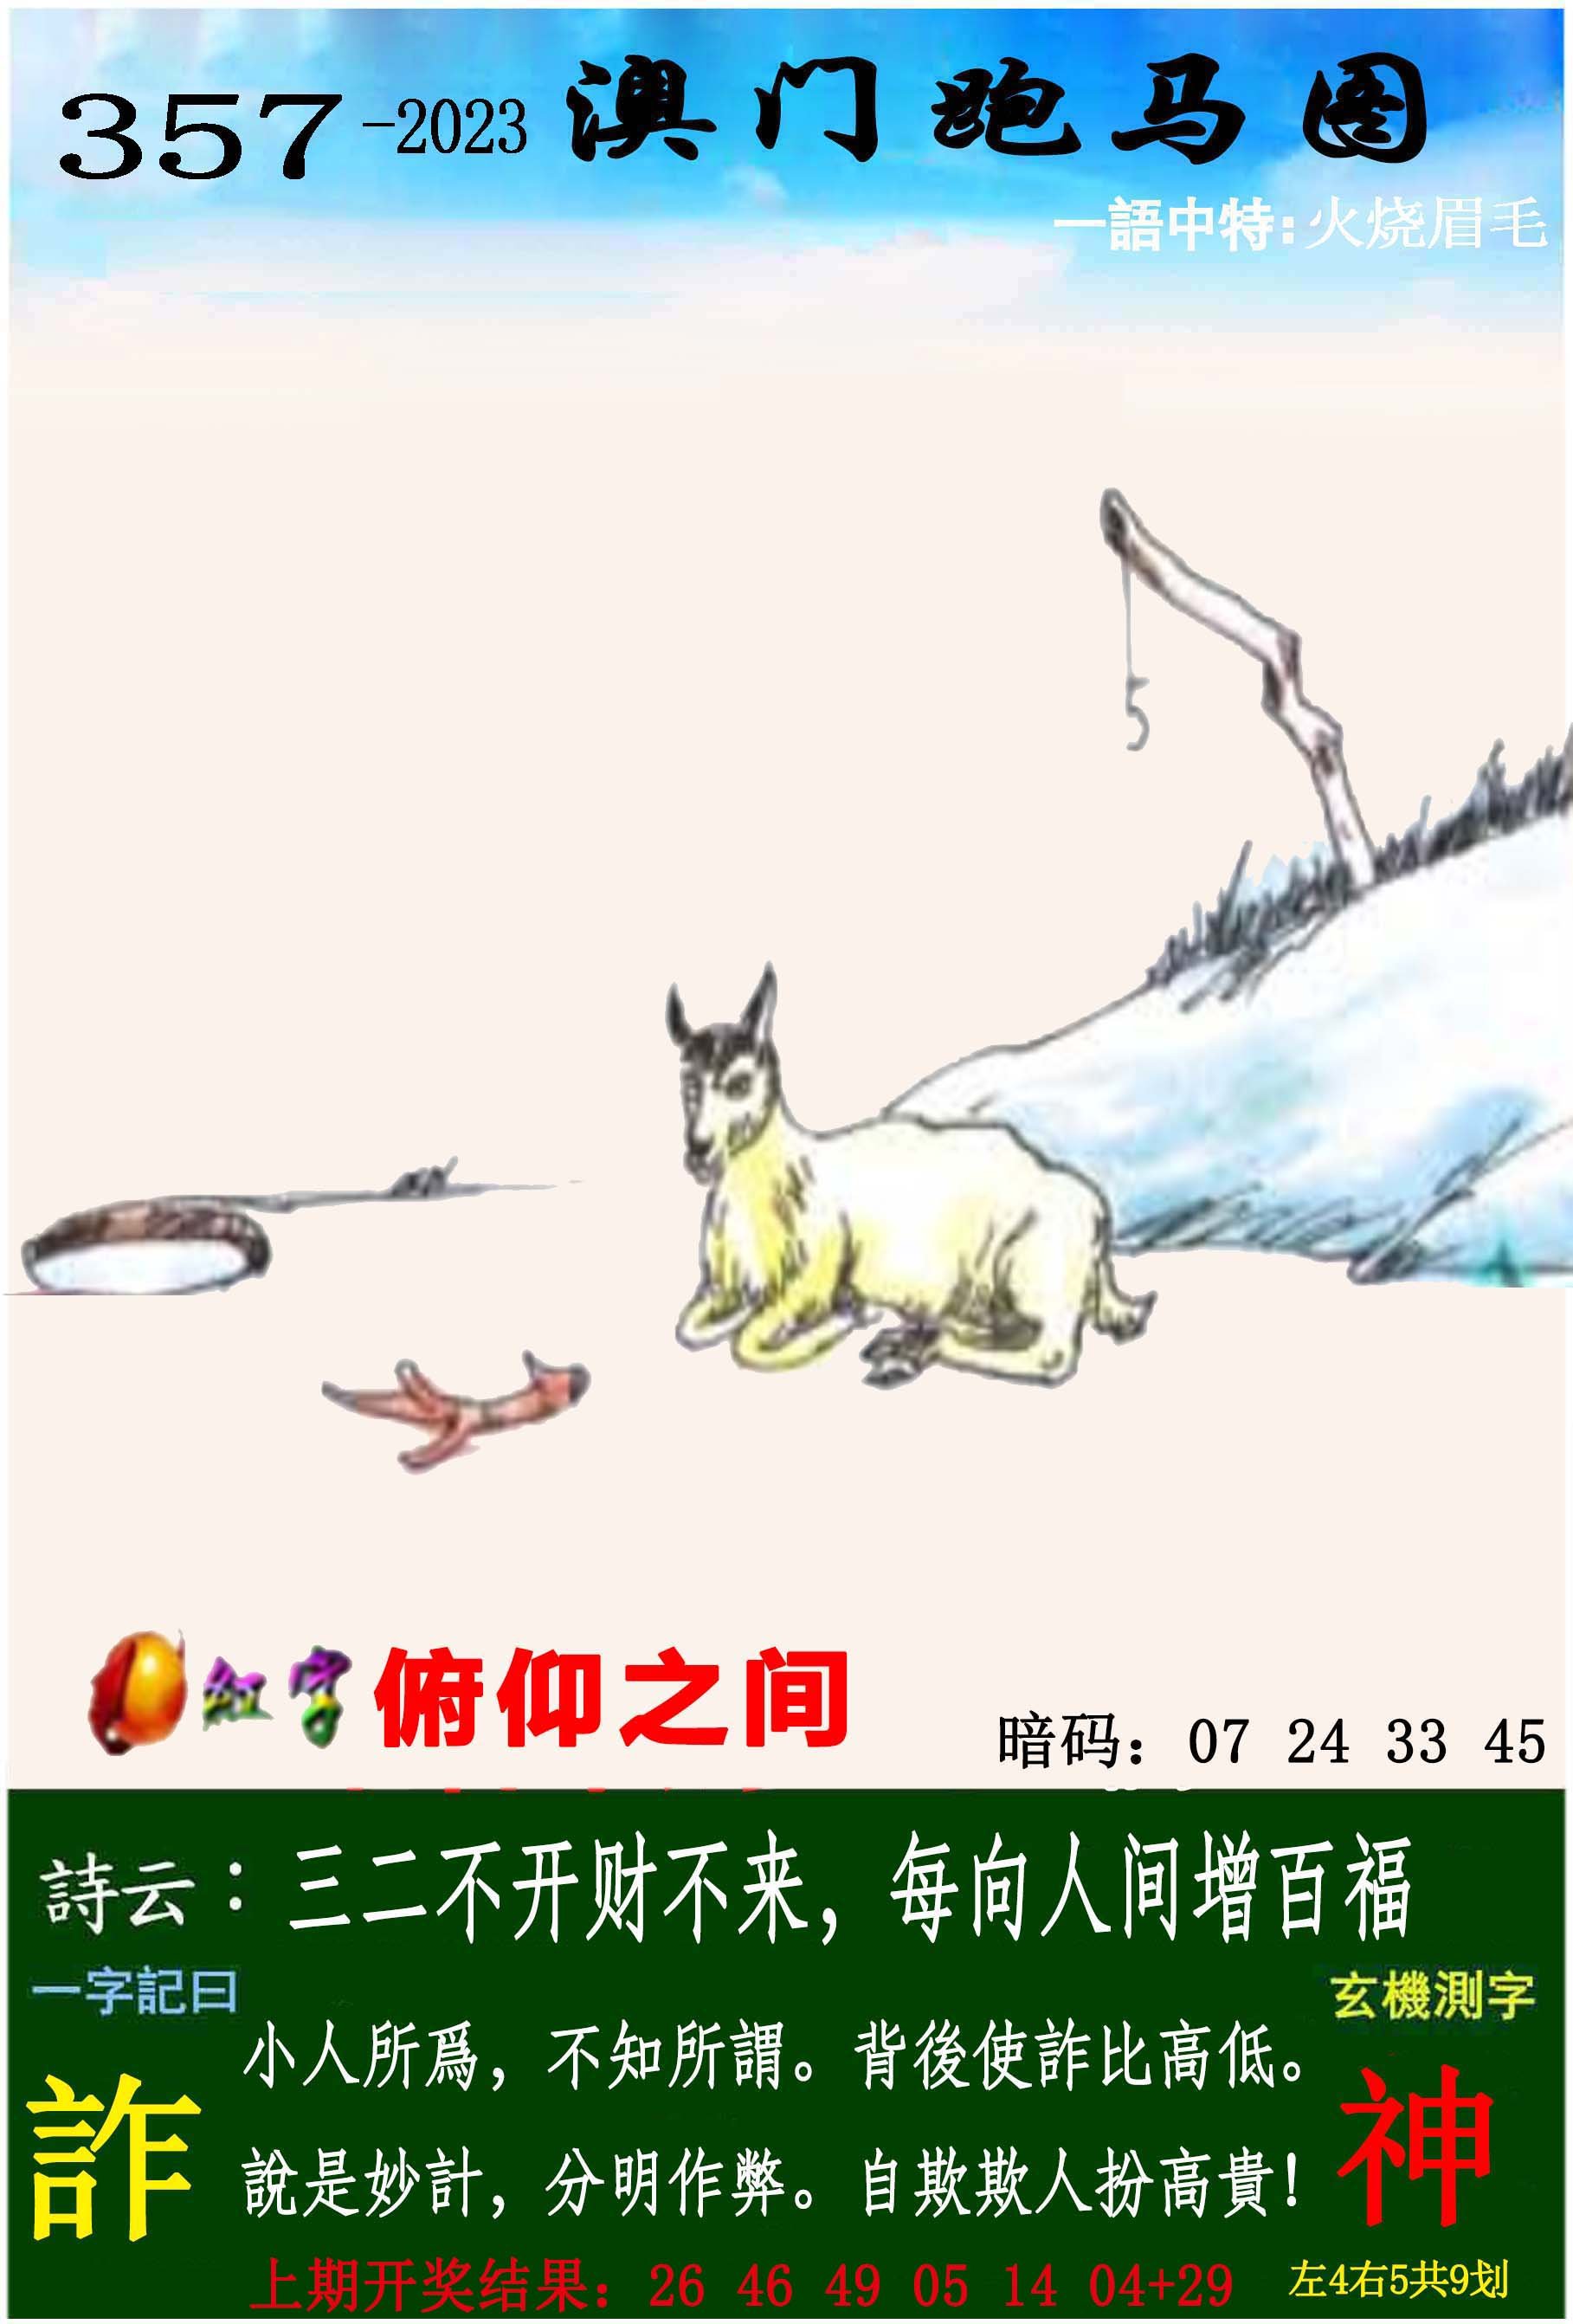 357-2023 澳门跑马图
一語中特:火烧眉毛
5
红字 俯仰之间
暗码：07 24 33 45
詩云：三二不开财不来，每向人间增百福
一字記曰
玄機測字
小人所爲，不知所謂。背後使詐比高低。
詐
神
說是妙計，分明作弊。自欺欺人扮高貴！
上期开奖结果：26 46 49 05 14 04+29
左4右5共9划